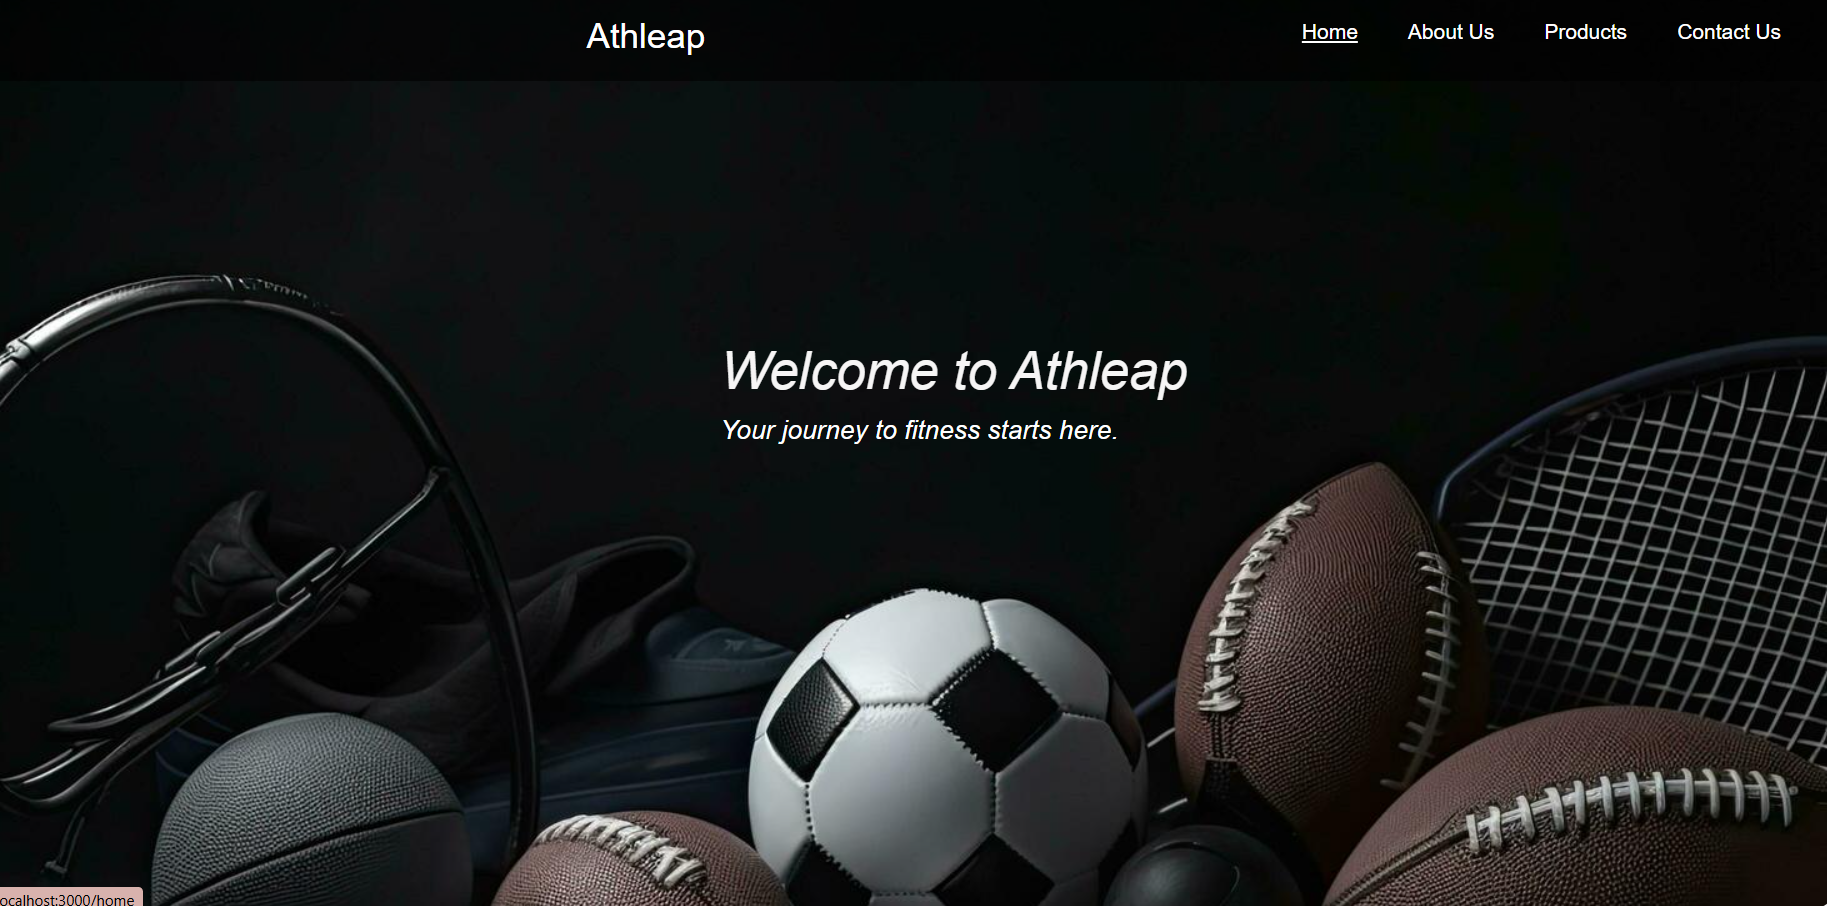 Athleap
Home About Us Products Contact Us
Welcome to Athleap
Your journey to fitness starts here.
ocalhost:3000/home